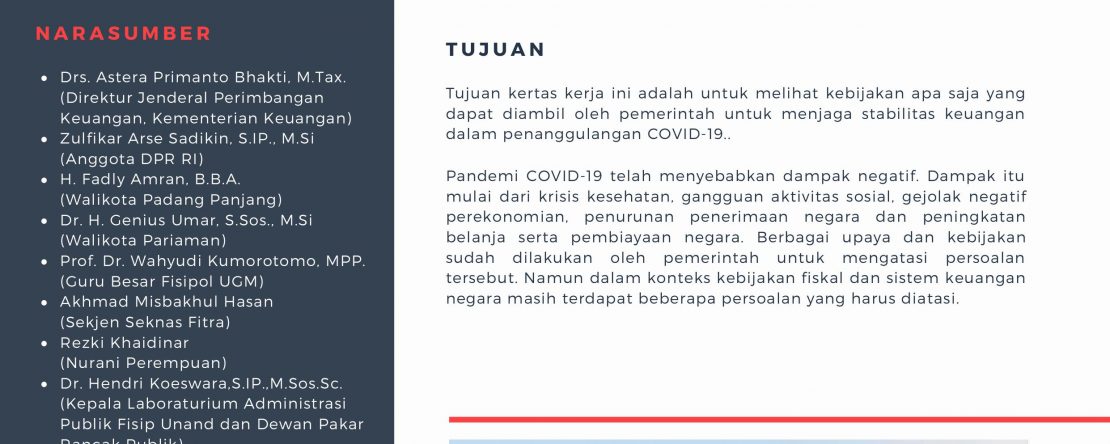 NARASUMBER
• Drs. Astera Primanto Bhakti, M.Tax.
(Direktur Jenderal Perimbangan
Keuangan, Kementerian Keuangan)
• Zulfikar Arse Sadikin, S.IP., M.Si
(Anggota DPR RI)
• H. Fadly Amran, B.B.A.
(Walikota Padang Panjang)
• Dr. H. Genius Umar, S.Sos., M.Si
(Walikota Pariaman)
• Prof. Dr. Wahyudi Kumorotomo, MPP.
(Guru Besar Fisipol UGM)
• Akhmad Misbakhul Hasan
(Sekjen Seknas Fitra)
• Rezki Khaidinar
(Nurani Perempuan)
• Dr. Hendri Koeswara,S.IP.,M.Sos.Sc.
(Kepala Laboraturium Administrasi
Publik Fisip Unand dan Dewan Pakar
Pancak Publik)
TUJUAN
Tujuan kertas kerja ini adalah untuk melihat kebijakan apa saja yang
dapat diambil oleh pemerintah untuk menjaga stabilitas keuangan
dalam penanggulangan COVID-19..
Pandemi COVID-19 telah menyebabkan dampak negatif. Dampak itu
mulai dari krisis kesehatan, gangguan aktivitas sosial, gejolak negatif
perekonomian, penurunan penerimaan negara dan peningkatan
belanja serta pembiayaan negara. Berbagai upaya dan kebijakan
sudah dilakukan oleh pemerintah untuk mengatasi persoalan
tersebut. Namun dalam konteks kebijakan fiskal dan sistem keuangan
negara masih terdapat beberapa persoalan yang harus diatasi.